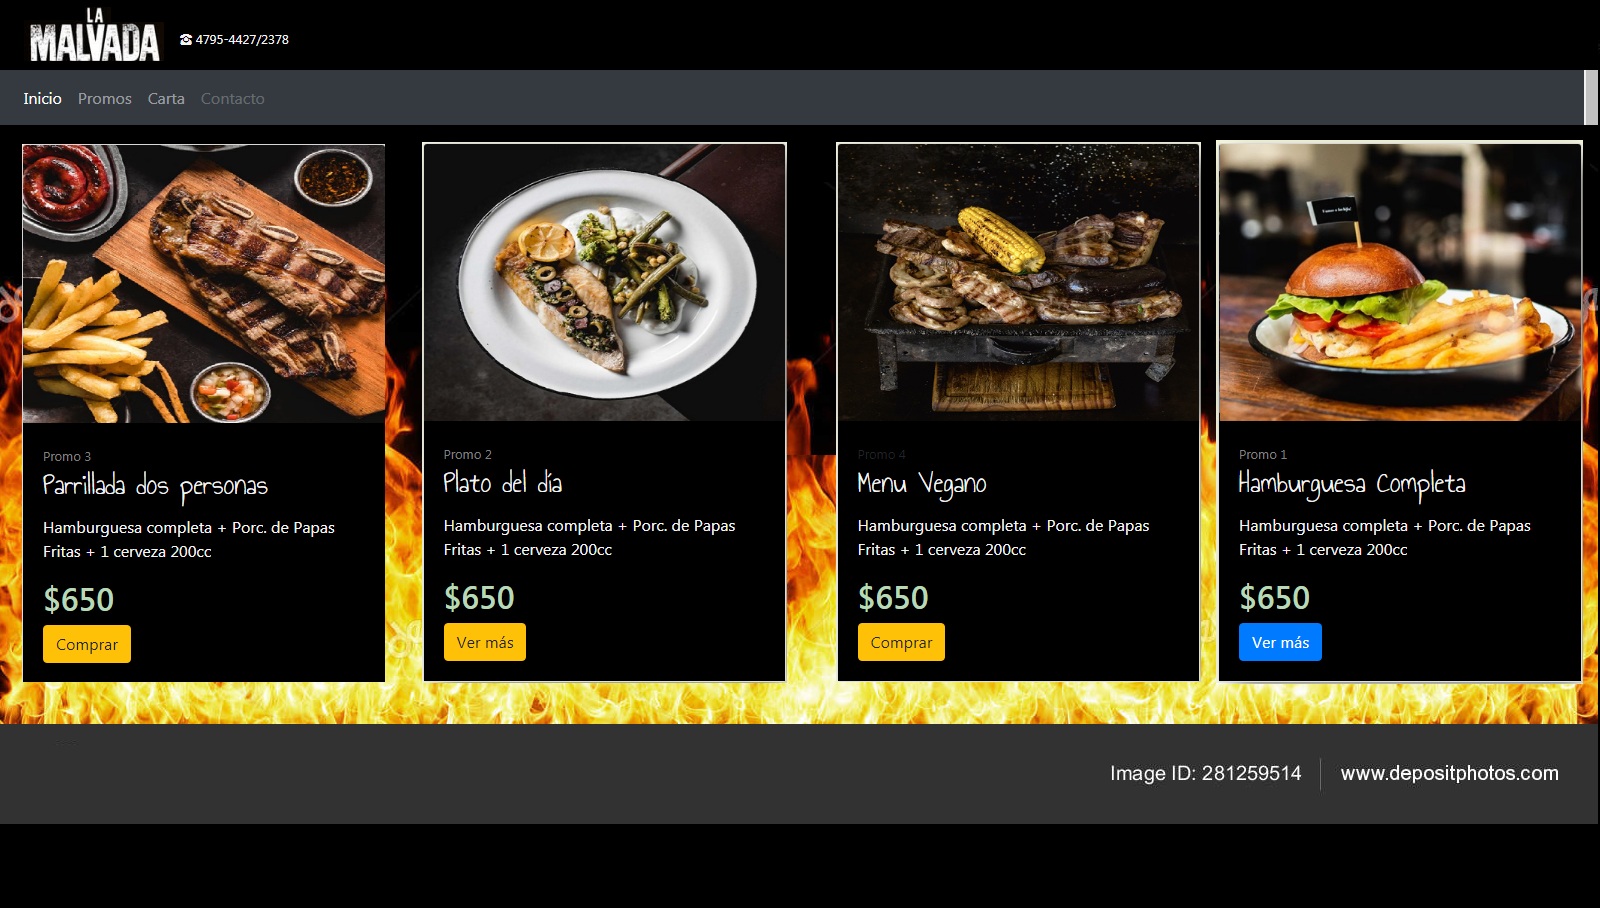 LA
MALVADA
☎ 4795-4427/2378
Inicio Promos Carta Contacto
Promo 3
Parrillada dos personas
Hamburguesa completa + Porc. de Papas
Fritas + 1 cerveza 200cc
$650
Comprar
Promo 2
Plato del día
Hamburguesa completa + Porc. de Papas
Fritas + 1 cerveza 200cc
$650
Ver más
Promo 4
Menu Vegano
Hamburguesa completa + Porc. de Papas
Fritas + 1 cerveza 200cc
$650
Comprar
Promo 1
Hamburguesa Completa
Hamburguesa completa + Porc. de Papas
Fritas + 1 cerveza 200cc
$650
Ver más
Image ID: 281259514 www.depositphotos.com